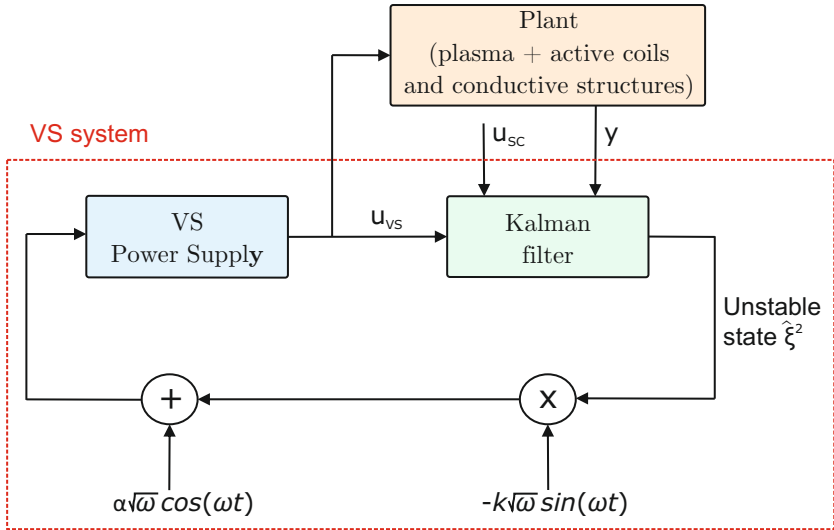 Plant
(plasma + active coils
and conductive structures)
VS system
u_SC
y
VS
Power Supply
u_VS
Kalman
filter
Unstable
state ξ̂²
+
x
α√ω cos(ωt)
-k√ω sin(ωt)